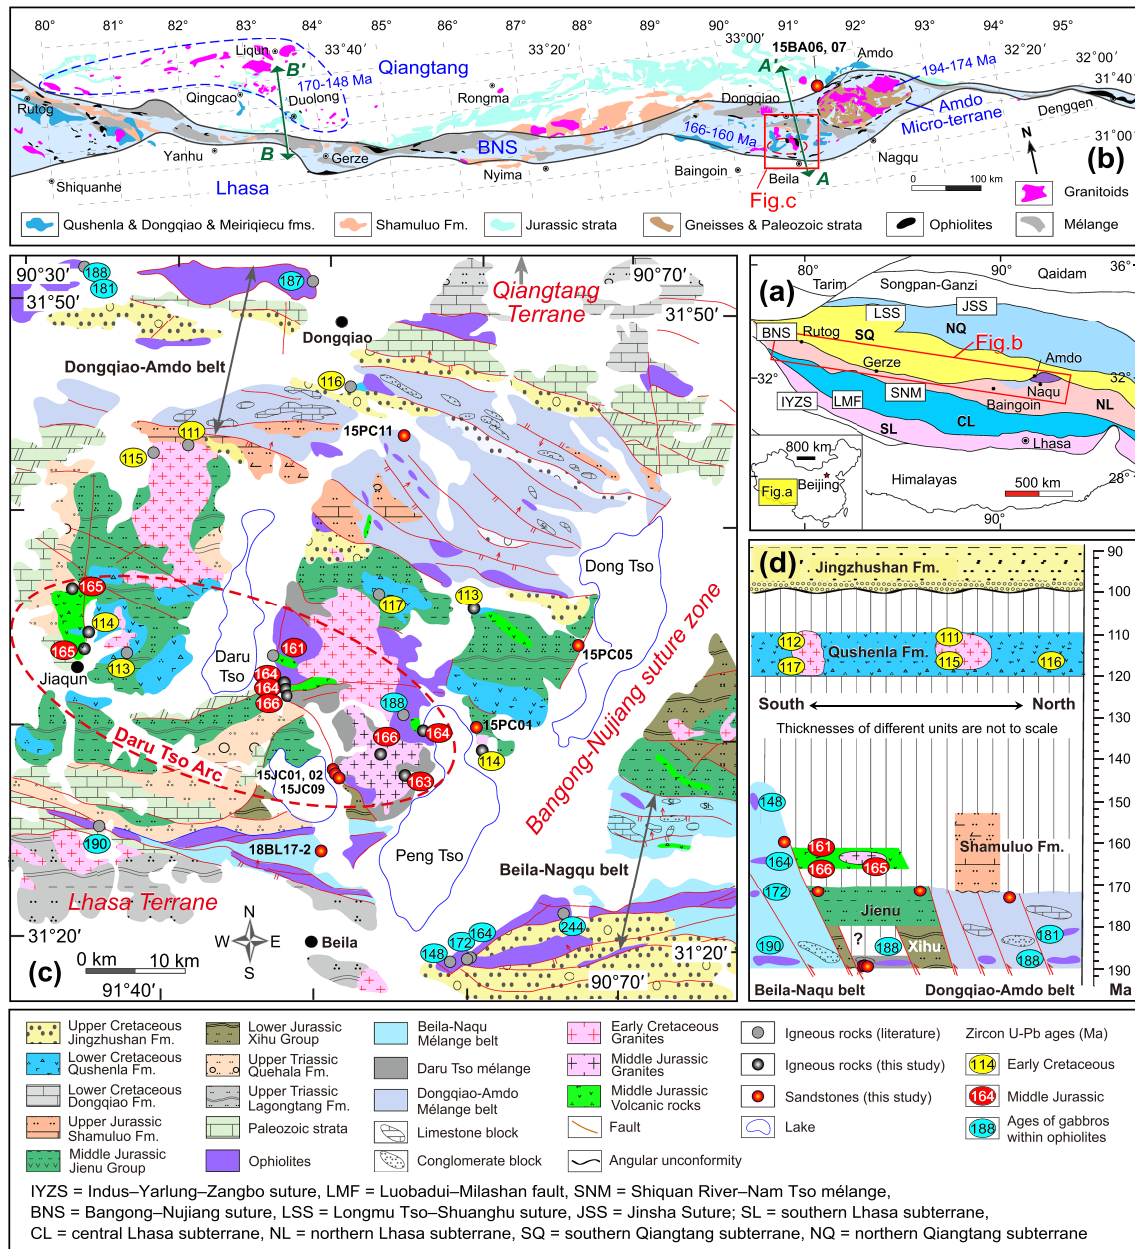 80° 81° 82° 83° 84° 85° 86° 87° 88° 89° 90° 91° 92° 93° 94° 95°
33°40′ 33°20′ 33°00′ 32°20′ 32°00′ 31°40′ 31°00′
Liqun
B′
170-148 Ma
Qiangtang
15BA06, 07
Amdo
A′
194-174 Ma
Rutog
Qingcao
Duolong
Rongma
Dongqiao
Amdo
Micro-terrane
Dengqen
166-160 Ma
BNS
Yanhu
B
Gerze
Nyima
Baingoin
Beila
A
Nagqu
N
(b)
Shiquanhe
Lhasa
Fig.c
0 100 km
Granitoids
Qushenla & Dongqiao & Meiriqiecu fms.
Shamuluo Fm.
Jurassic strata
Gneisses & Paleozoic strata
Ophiolites
Mélange
90°30′
31°50′
188
181
187
Qiangtang
Terrane
90°70′
31°50′
Dongqiao
Dongqiao-Amdo belt
116
111
115
15PC11
Dong Tso
165
114
165
113
Jiaqun
117
113
161
164
164
166
Daru
Tso
15PC05
188
166
164
163
15PC01
114
Daru Tso Arc
15JC01, 02
15JC09
Bangong-Nujiang suture zone
190
18BL17-2
Peng Tso
Beila-Nagqu belt
Lhasa Terrane
N
W E
S
Beila
31°20′
(c)
0 km 10 km
91°40′
148
172
164
244
31°20′
90°70′
(a)
80° 90° 36°
Tarim
Songpan-Ganzi
Qaidam
LSS
JSS
BNS
Rutog
SQ
NQ
Fig.b
Gerze
Amdo
32° 32°
SNM
Naqu
Baingoin
NL
IYZS
LMF
SL
CL
Lhasa
800 km
Beijing
Fig.a
Himalayas
500 km
28°
90°
(d)
Jingzhushan Fm.
112
117
Qushenla Fm.
111
115
116
South North
Thicknesses of different units are not to scale
148
164
172
190
161
166
165
Shamuluo Fm.
Jienu
?
188
Xihu
181
188
90
100
110
120
130
140
150
160
170
180
190
Ma
Beila-Naqu belt
Dongqiao-Amdo belt
Upper Cretaceous
Jingzhushan Fm.
Lower Cretaceous
Qushenla Fm.
Lower Cretaceous
Dongqiao Fm.
Upper Jurassic
Shamuluo Fm.
Middle Jurassic
Jienu Group
Lower Jurassic
Xihu Group
Upper Triassic
Quehala Fm.
Upper Triassic
Lagongtang Fm.
Paleozoic strata
Ophiolites
Beila-Naqu
Mélange belt
Daru Tso mélange
Dongqiao-Amdo
Mélange belt
Limestone block
Conglomerate block
Early Cretaceous
Granites
Middle Jurassic
Granites
Middle Jurassic
Volcanic rocks
Fault
Angular unconformity
Igneous rocks (literature)
Igneous rocks (this study)
Sandstones (this study)
Lake
Zircon U-Pb ages (Ma)
114 Early Cretaceous
164 Middle Jurassic
188 Ages of gabbros
within ophiolites
IYZS = Indus–Yarlung–Zangbo suture, LMF = Luobadui–Milashan fault, SNM = Shiquan River–Nam Tso mélange,
BNS = Bangong–Nujiang suture, LSS = Longmu Tso–Shuanghu suture, JSS = Jinsha Suture; SL = southern Lhasa subterrane,
CL = central Lhasa subterrane, NL = northern Lhasa subterrane, SQ = southern Qiangtang subterrane, NQ = northern Qiangtang subterrane